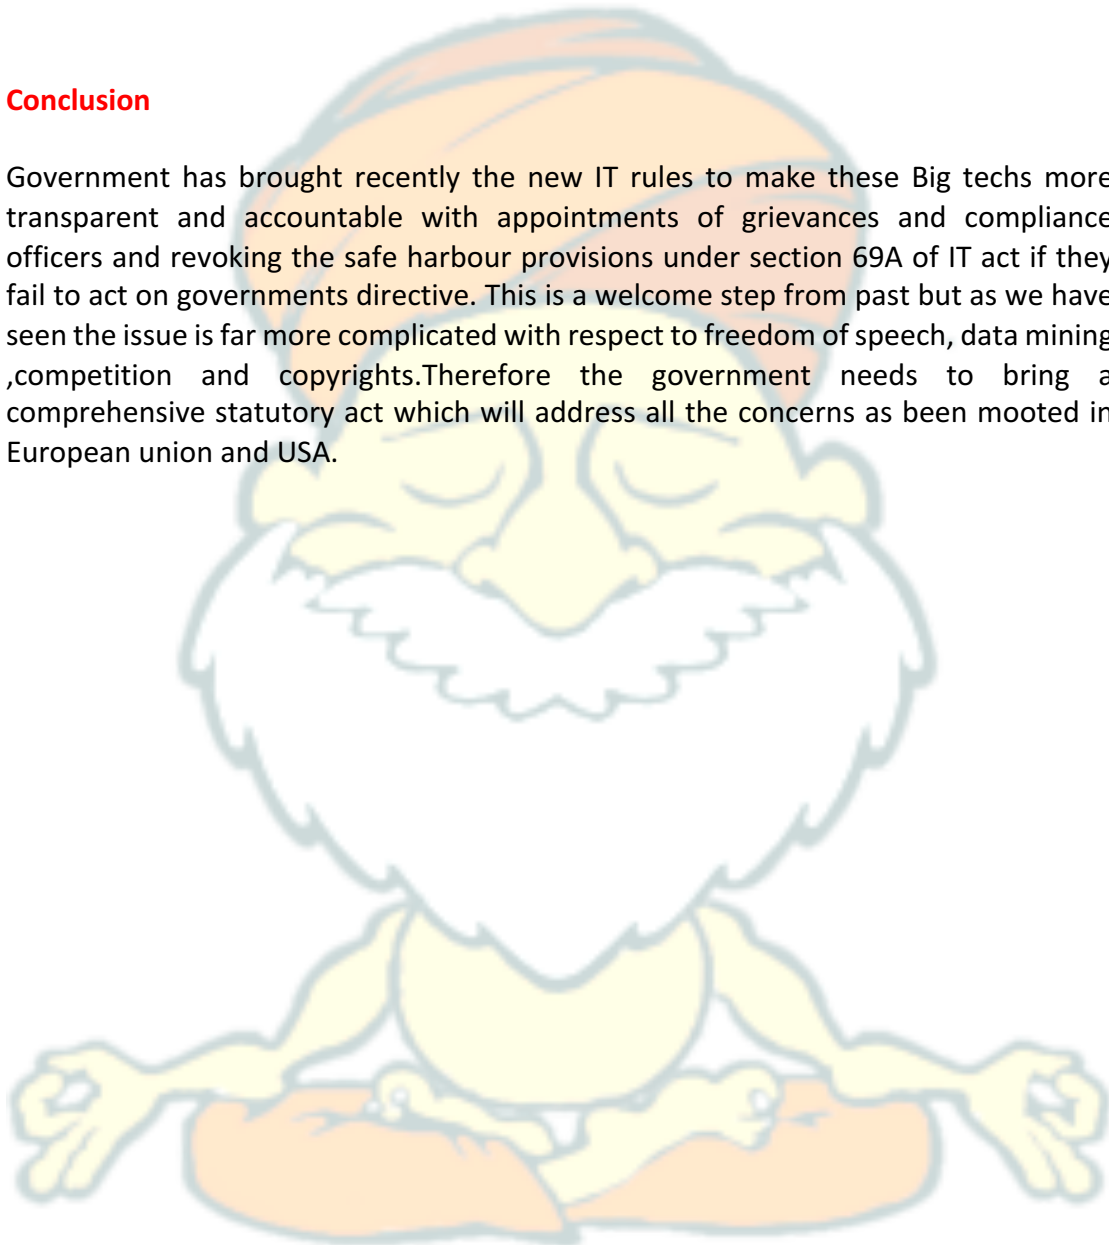 Conclusion
Government has brought recently the new IT rules to make these Big techs more
transparent and accountable with appointments of grievances and compliance
officers and revoking the safe harbour provisions under section 69A of IT act if they
fail to act on governments directive. This is a welcome step from past but as we have
seen the issue is far more complicated with respect to freedom of speech, data mining
,competition and copyrights.Therefore the government needs to bring a
comprehensive statutory act which will address all the concerns as been mooted in
European union and USA.